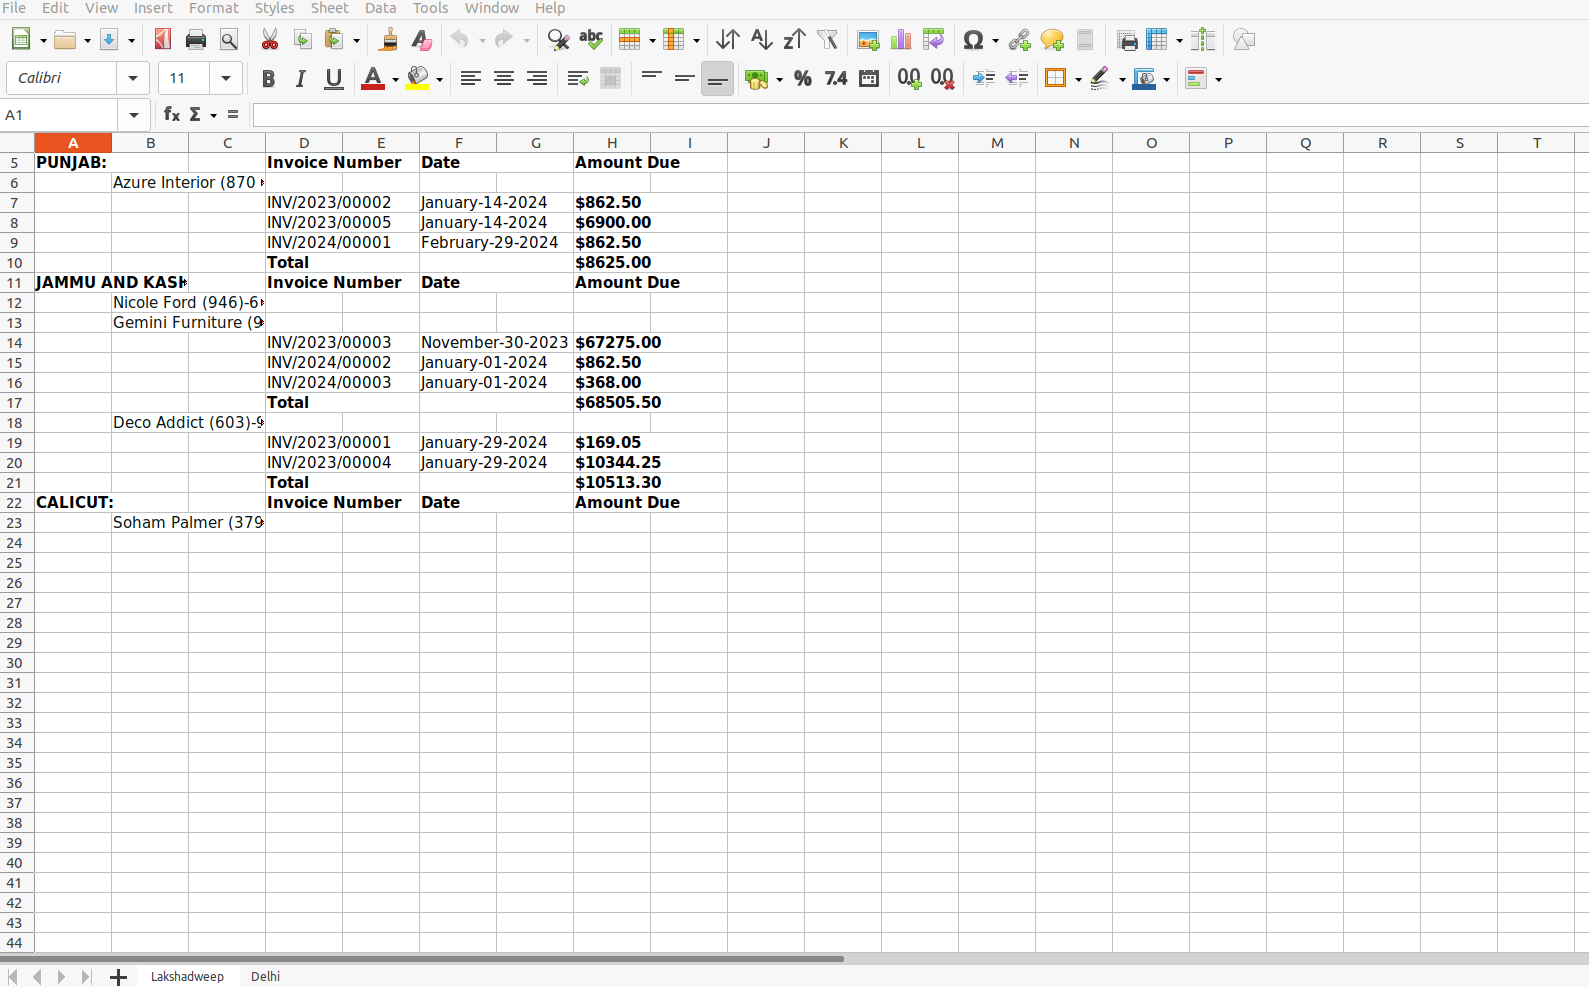 File Edit View Insert Format Styles Sheet Data Tools Window Help
Calibri 11
A1
A B C D E F G H I J K L M N O P Q R S T
5 PUNJAB: Invoice Number Date Amount Due
6 Azure Interior (870
7 INV/2023/00002 January-14-2024 $862.50
8 INV/2023/00005 January-14-2024 $6900.00
9 INV/2024/00001 February-29-2024 $862.50
10 Total $8625.00
11 JAMMU AND KASH Invoice Number Date Amount Due
12 Nicole Ford (946)-6
13 Gemini Furniture (9
14 INV/2023/00003 November-30-2023 $67275.00
15 INV/2024/00002 January-01-2024 $862.50
16 INV/2024/00003 January-01-2024 $368.00
17 Total $68505.50
18 Deco Addict (603)-9
19 INV/2023/00001 January-29-2024 $169.05
20 INV/2023/00004 January-29-2024 $10344.25
21 Total $10513.30
22 CALICUT: Invoice Number Date Amount Due
23 Soham Palmer (379
24
25
26
27
28
29
30
31
32
33
34
35
36
37
38
39
40
41
42
43
44
Lakshadweep Delhi